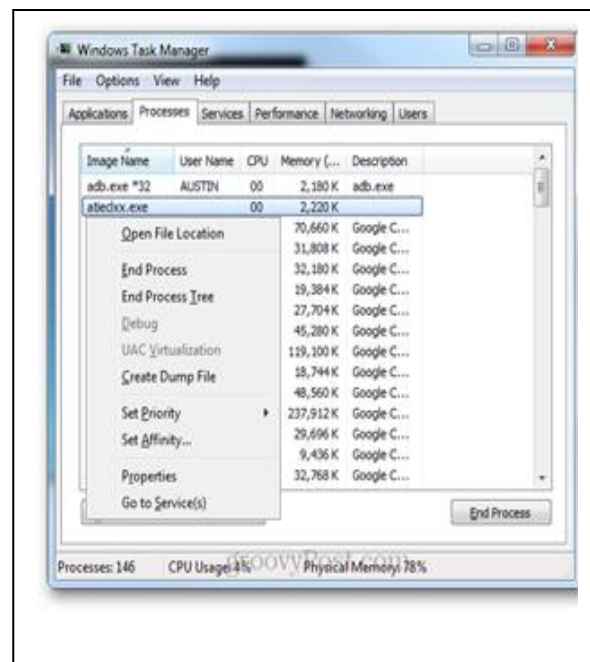 Windows Task Manager
File Options View Help
Applications Processes Services Performance Networking Users
Image Name User Name CPU Memory (... Description
adb.exe *32 AUSTIN 00 2,180 K adb.exe
atiedxx.exe 00 2,220 K
Open File Location
End Process
End Process Tree
Debug
UAC Virtualization
Create Dump File
Set Priority
Set Affinity...
Properties
Go to Service(s)
70,660 K Google C...
31,808 K Google C...
32,180 K Google C...
19,384 K Google C...
27,704 K Google C...
45,280 K Google C...
119,100 K Google C...
18,744 K Google C...
48,560 K Google C...
237,912 K Google C...
29,696 K Google C...
9,436 K Google C...
32,768 K Google C...
End Process
Processes: 146 CPU Usage: 4% Physical Memory: 78%
groovyPost.com